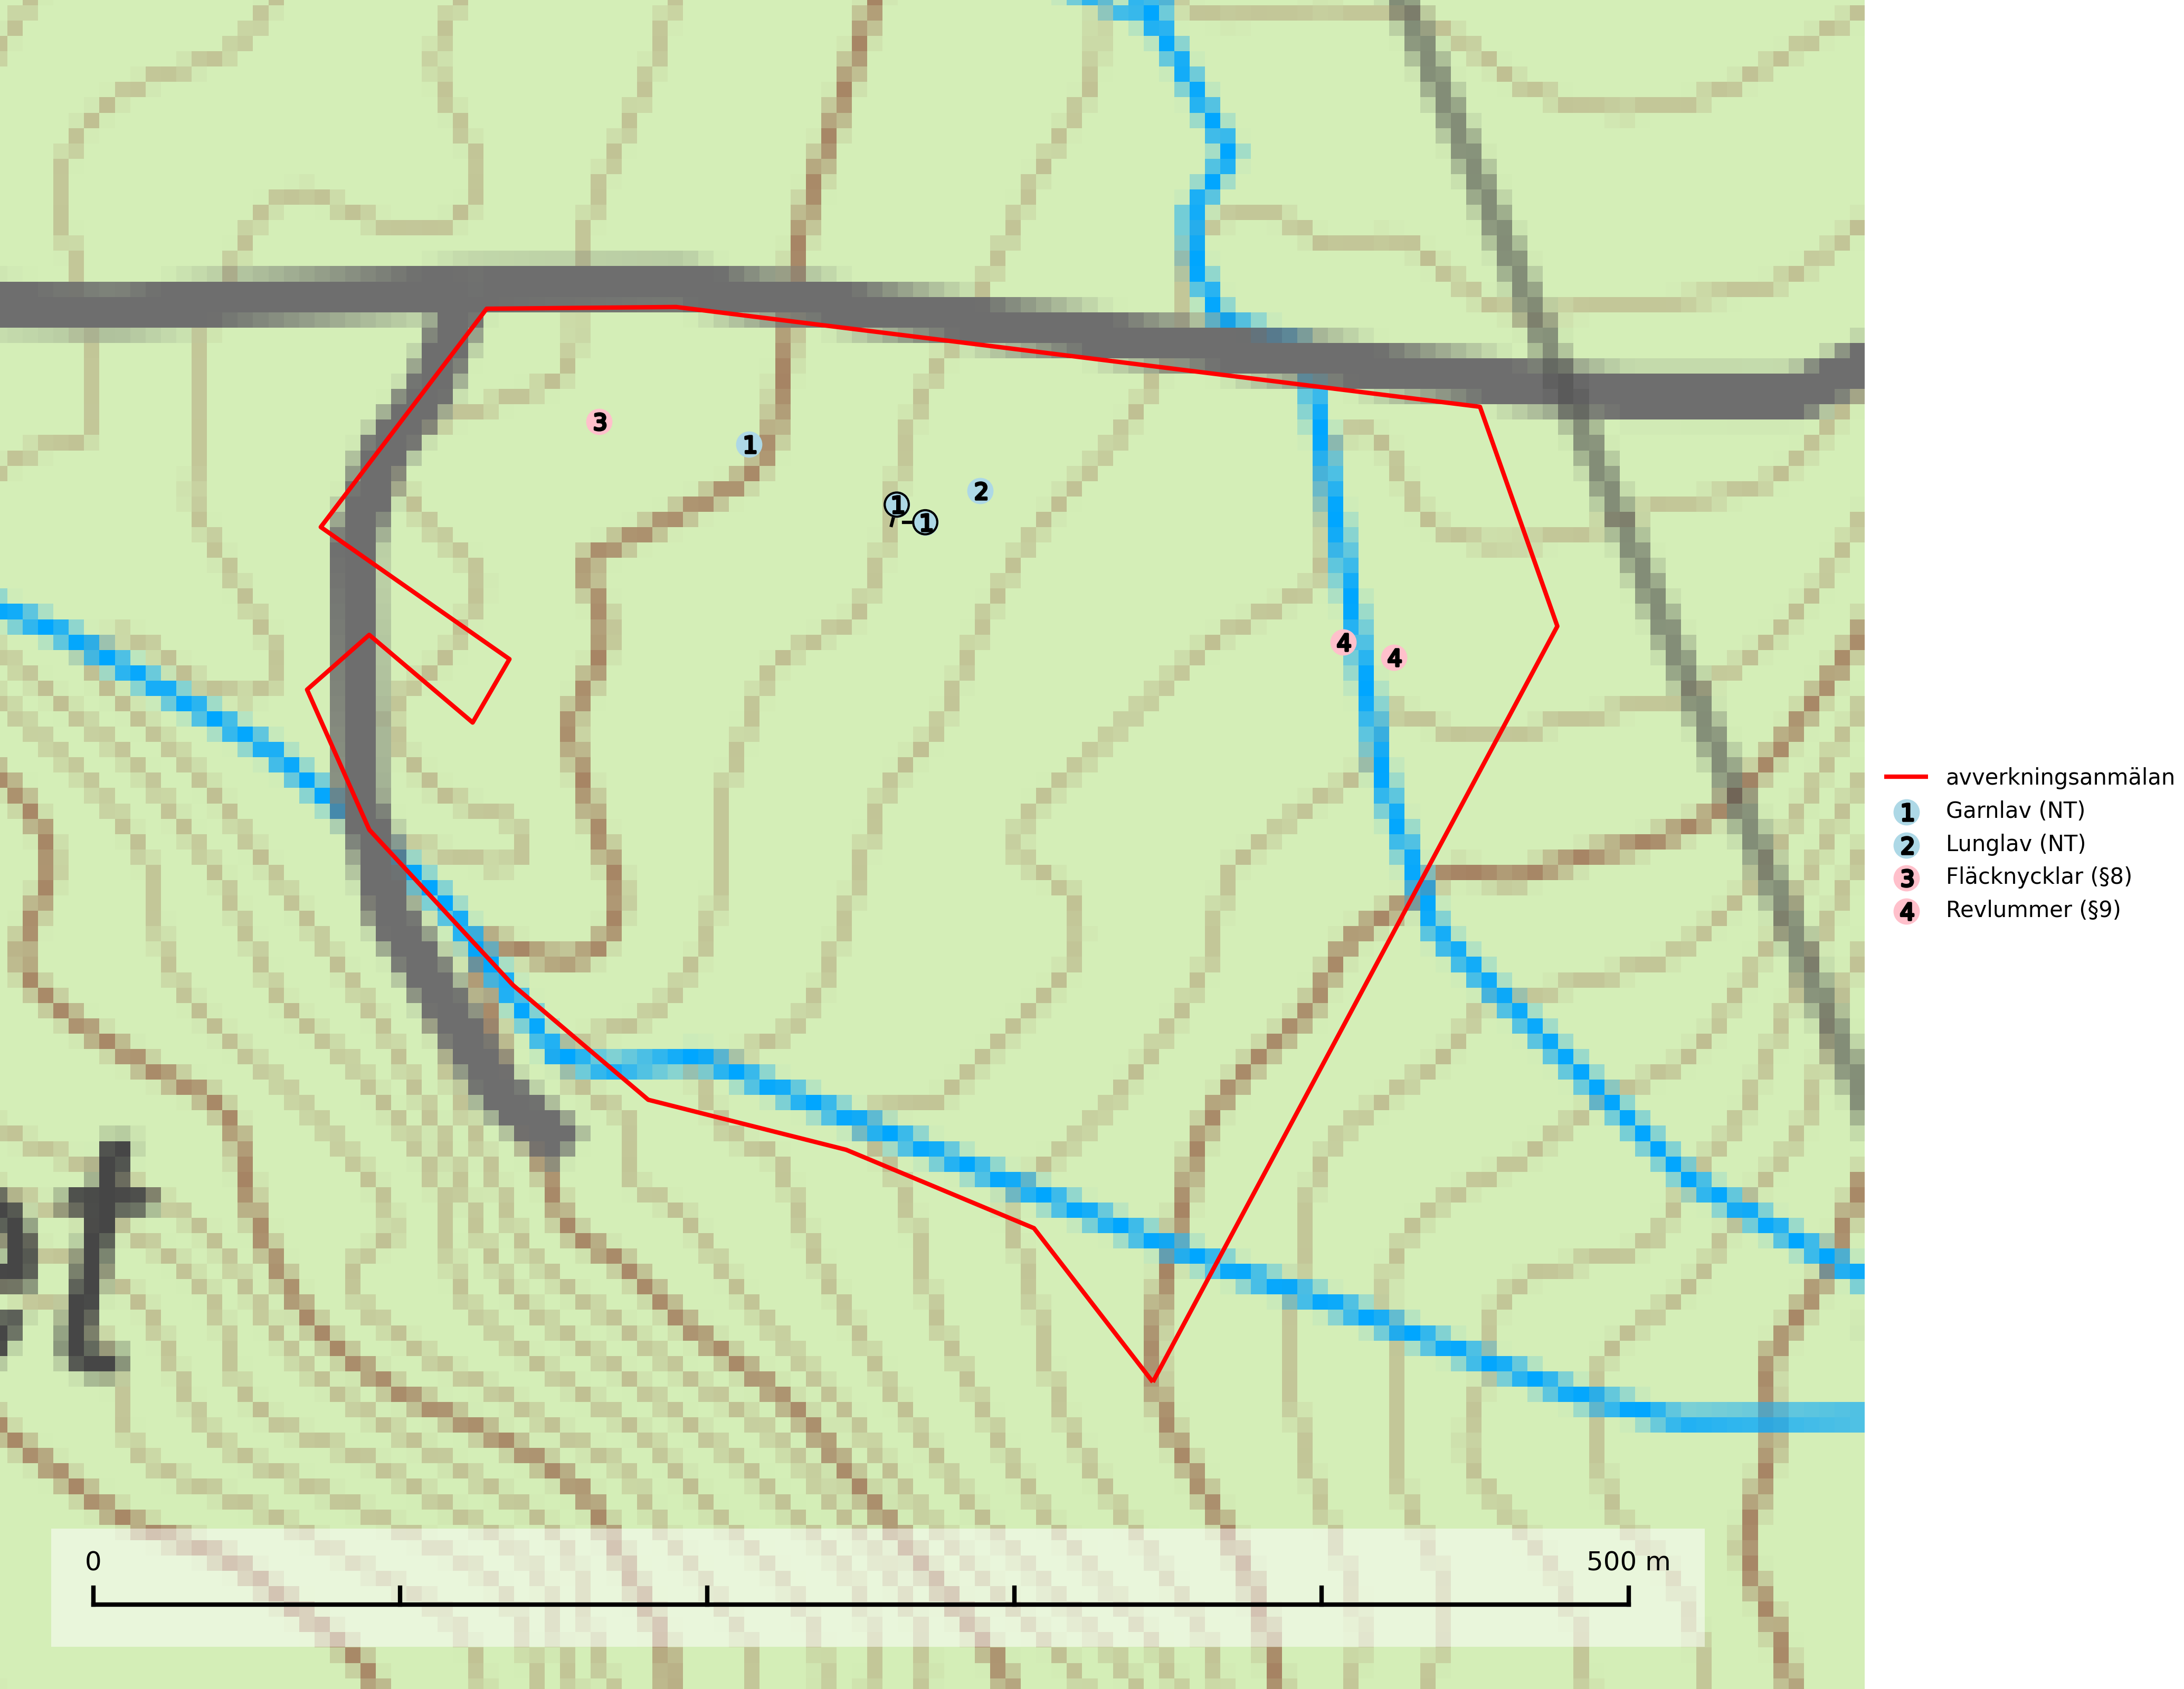 3
1
1
2
1
4
4
t
0
500 m
avverkningsanmälan
1 Garnlav (NT)
2 Lunglav (NT)
3 Fläcknycklar (§8)
4 Revlummer (§9)